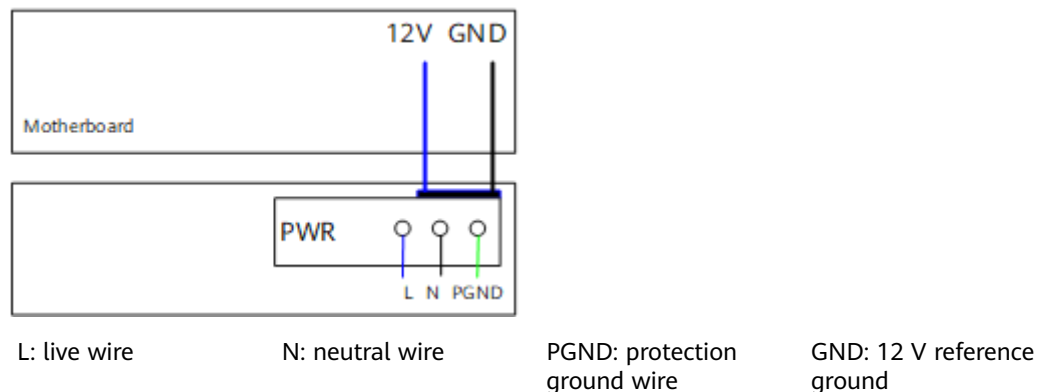 12V GND
Motherboard
PWR
L N PGND
L: live wire N: neutral wire PGND: protection GND: 12 V reference
ground wire ground